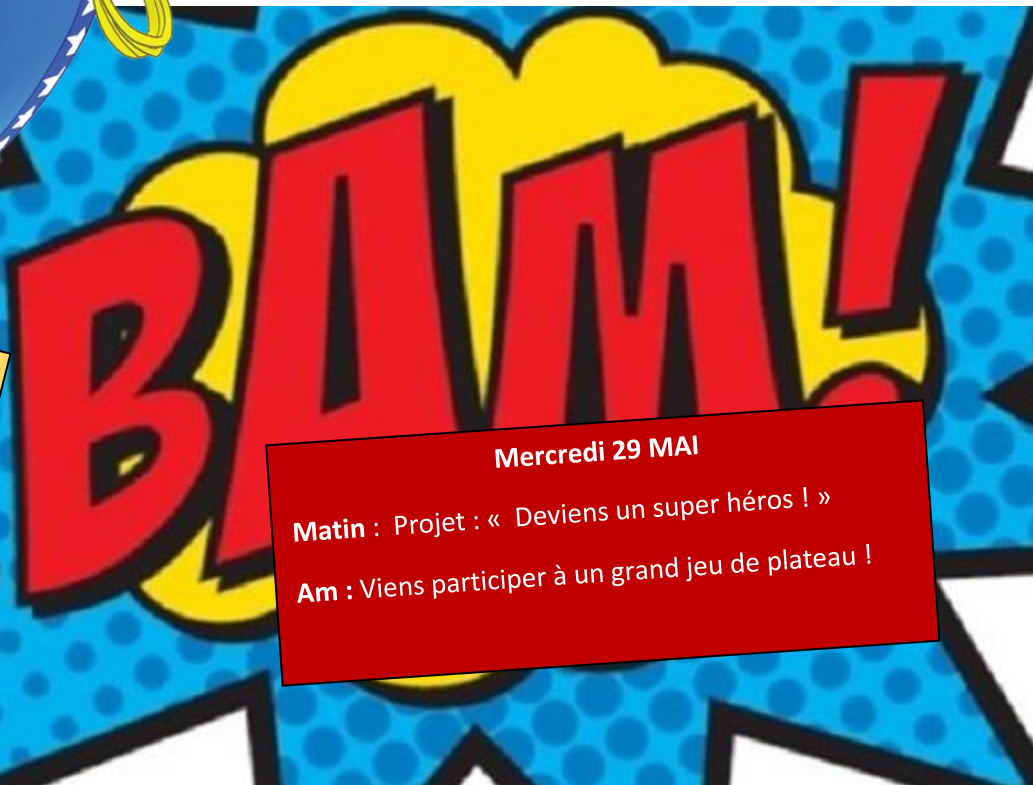 BAM!
Mercredi 29 MAI
Matin : Projet : « Deviens un super héros ! »
Am : Viens participer à un grand jeu de plateau !